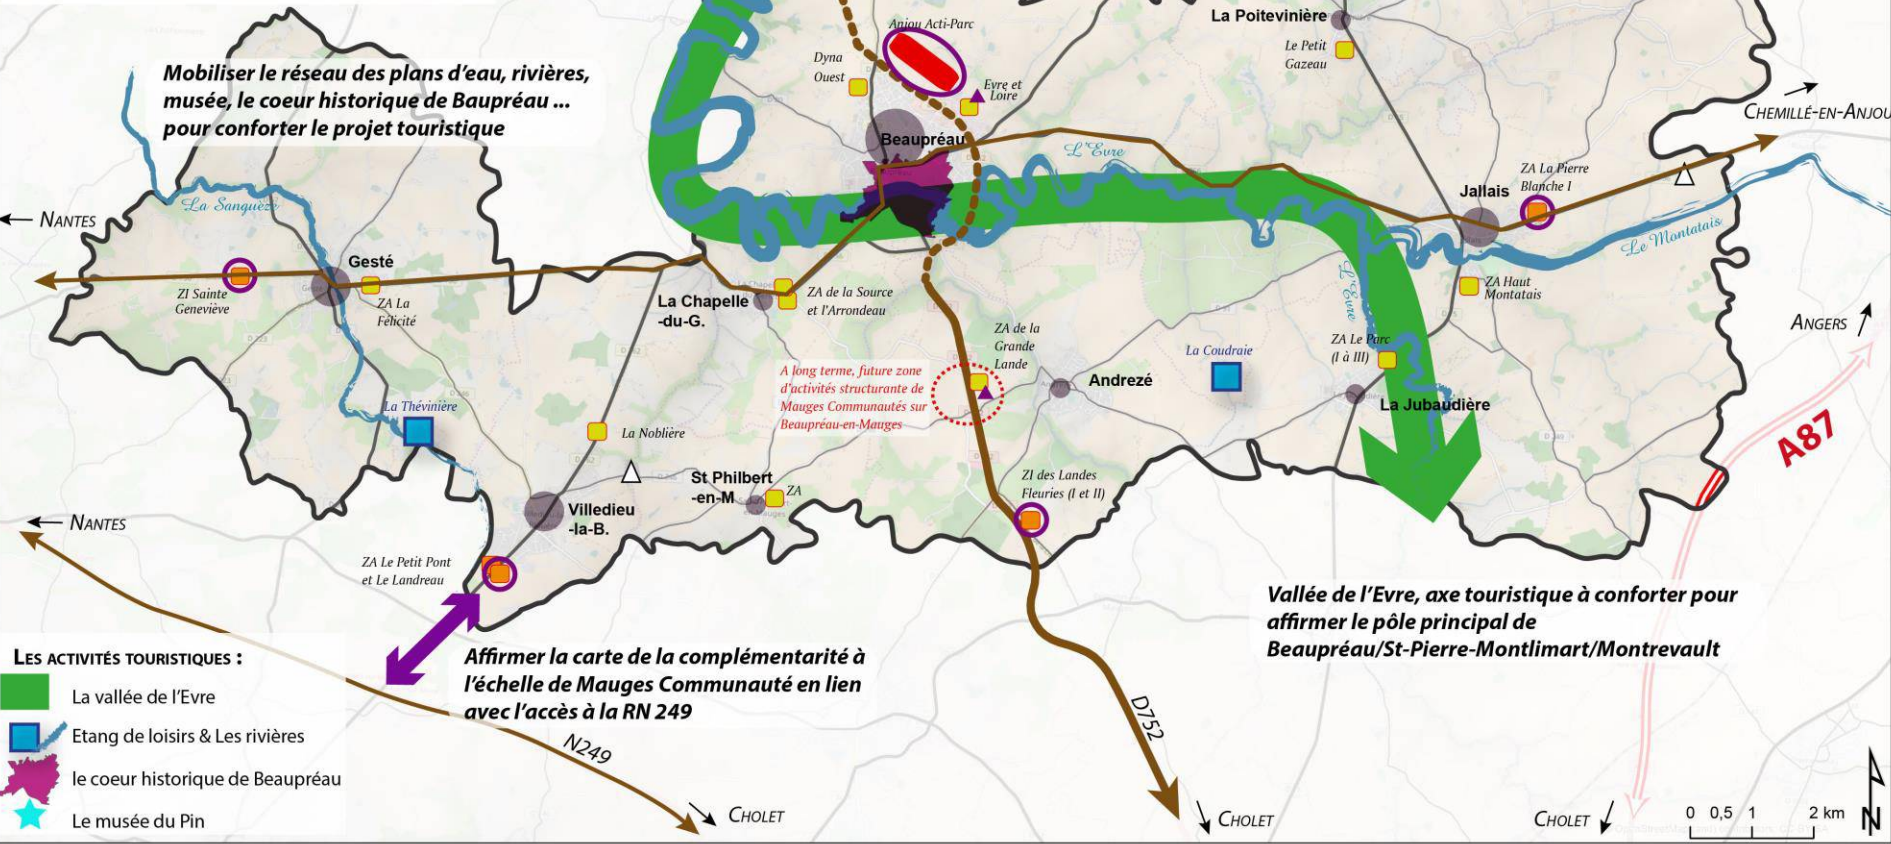 La Poitevinière
Le Petit
Gazeau
Anjou Acti-Parc
Dyna
Ouest
Evre et
Loire
Mobiliser le réseau des plans d'eau, rivières,
musée, le coeur historique de Baupréau ...
pour conforter le projet touristique
CHEMILLÉ-EN-ANJOU
Beaupréau
L'Evre
ZA La Pierre
Blanche I
Jallais
La Sanguèze
NANTES
Le Montatais
Gesté
ZI Sainte
Geneviève
ZA La
Félicité
La Chapelle
-du-G.
ZA de la Source
et l'Arrondeau
L'Evre
ZA Haut
Montatais
ANGERS
ZA de la
Grande
Lande
ZA Le Parc
(I à III)
La Coudraie
A long terme, future zone
d'activités structurante de
Mauges Communautés sur
Beaupréau-en-Mauges
Andrezé
La Jubaudière
La Thévinière
La Noblière
A87
St Philbert
-en-M
ZA
ZI des Landes
Fleuries (I et II)
Villedieu
-la-B.
NANTES
ZA Le Petit Pont
et Le Landreau
Vallée de l'Evre, axe touristique à conforter pour
affirmer le pôle principal de
Beaupréau/St-Pierre-Montlimart/Montrevault
Affirmer la carte de la complémentarité à
l'échelle de Mauges Communauté en lien
avec l'accès à la RN 249
LES ACTIVITÉS TOURISTIQUES :
La vallée de l'Evre
Etang de loisirs & Les rivières
le coeur historique de Beaupréau
Le musée du Pin
N249
D752
CHOLET
CHOLET
CHOLET
0 0,5 1 2 km
N